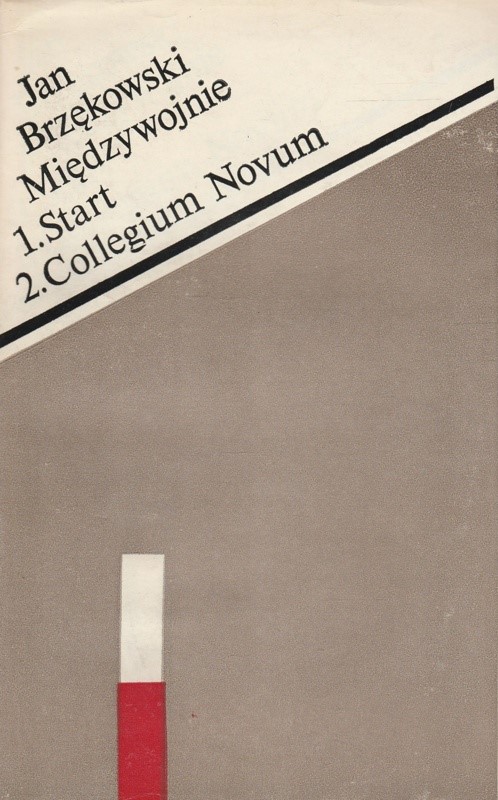 Jan
Brzękowski
Międzywojnie
1.Start
2.Collegium Novum